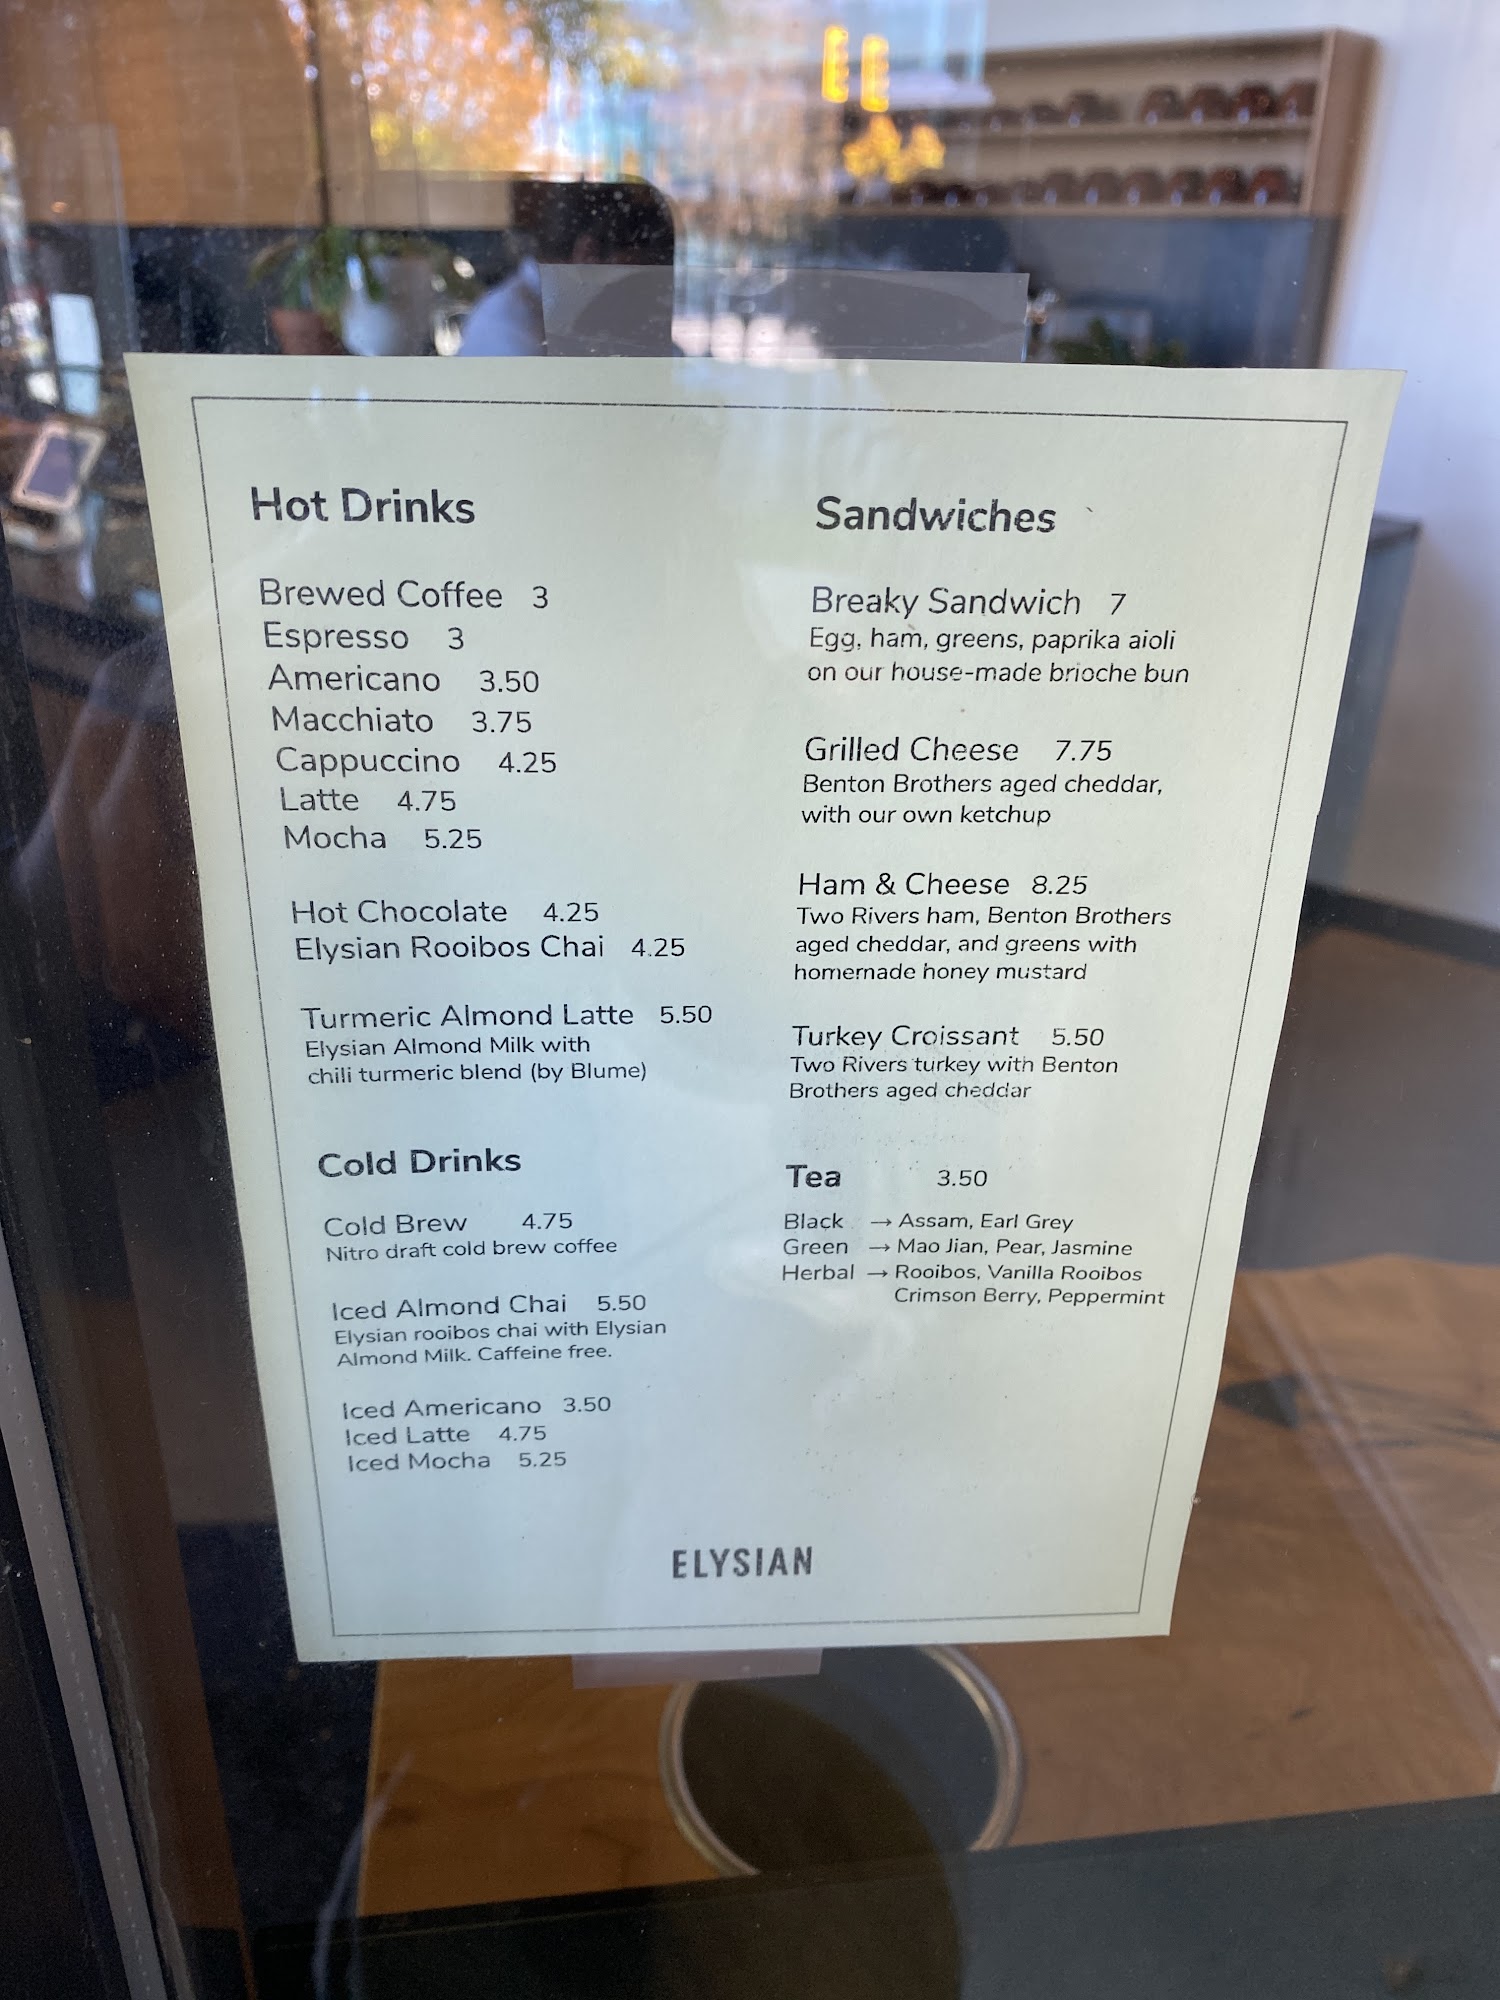 Hot Drinks
Brewed Coffee 3
Espresso 3
Americano 3.50
Macchiato 3.75
Cappuccino 4.25
Latte 4.75
Mocha 5.25
Hot Chocolate 4.25
Elysian Rooibos Chai 4.25
Turmeric Almond Latte 5.50
Elysian Almond Milk with
chili turmeric blend (by Blume)
Cold Drinks
Cold Brew 4.75
Nitro draft cold brew coffee
Iced Almond Chai 5.50
Elysian rooibos chai with Elysian
Almond Milk. Caffeine free.
Iced Americano 3.50
Iced Latte 4.75
Iced Mocha 5.25
Sandwiches
Breaky Sandwich 7
Egg, ham, greens, paprika aioli
on our house-made brioche bun
Grilled Cheese 7.75
Benton Brothers aged cheddar,
with our own ketchup
Ham & Cheese 8.25
Two Rivers ham, Benton Brothers
aged cheddar, and greens with
homemade honey mustard
Turkey Croissant 5.50
Two Rivers turkey with Benton
Brothers aged cheddar
Tea 3.50
Black → Assam, Earl Grey
Green → Mao Jian, Pear, Jasmine
Herbal → Rooibos, Vanilla Rooibos
Crimson Berry, Peppermint
ELYSIAN